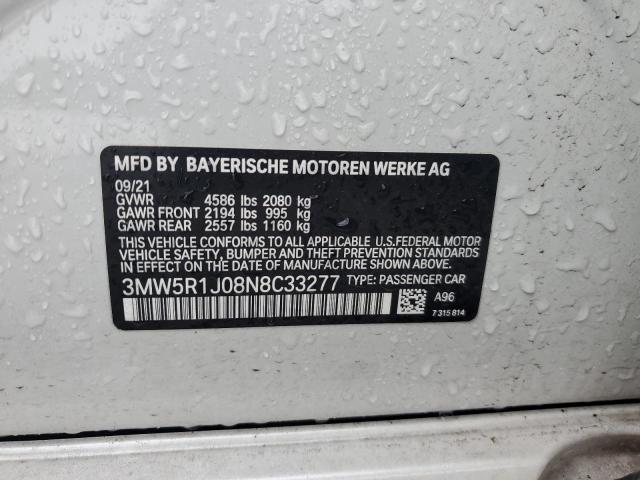 MFD BY BAYERISCHE MOTOREN WERKE AG
09/21
GVWR 4586 lbs 2080 kg
GAWR FRONT 2194 lbs 995 kg
GAWR REAR 2557 lbs 1160 kg
THIS VEHICLE CONFORMS TO ALL APPLICABLE U.S.FEDERAL MOTOR
VEHICLE SAFETY, BUMPER AND THEFT PREVENTION STANDARDS
IN EFFECT ON THE DATE OF MANUFACTURE SHOWN ABOVE.
3MW5R1J08N8C33277 TYPE: PASSENGER CAR
A96
7 315 814